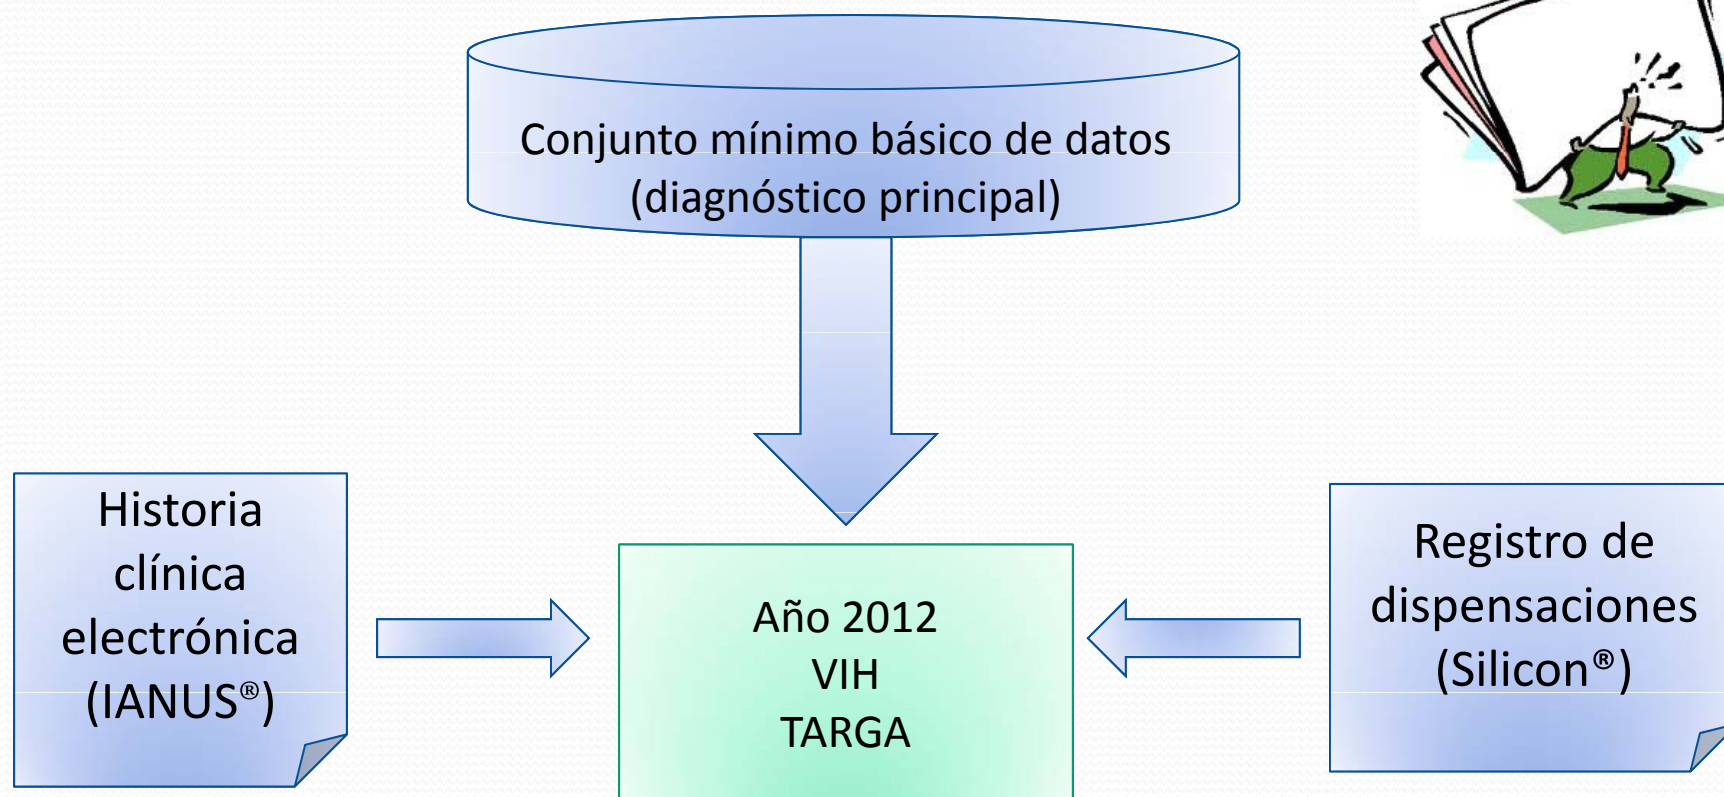 Conjunto mínimo básico de datos
(diagnóstico principal)
Historia
clínica
electrónica
(IANUS®)
Año 2012
VIH
TARGA
Registro de
dispensaciones
(Silicon®)